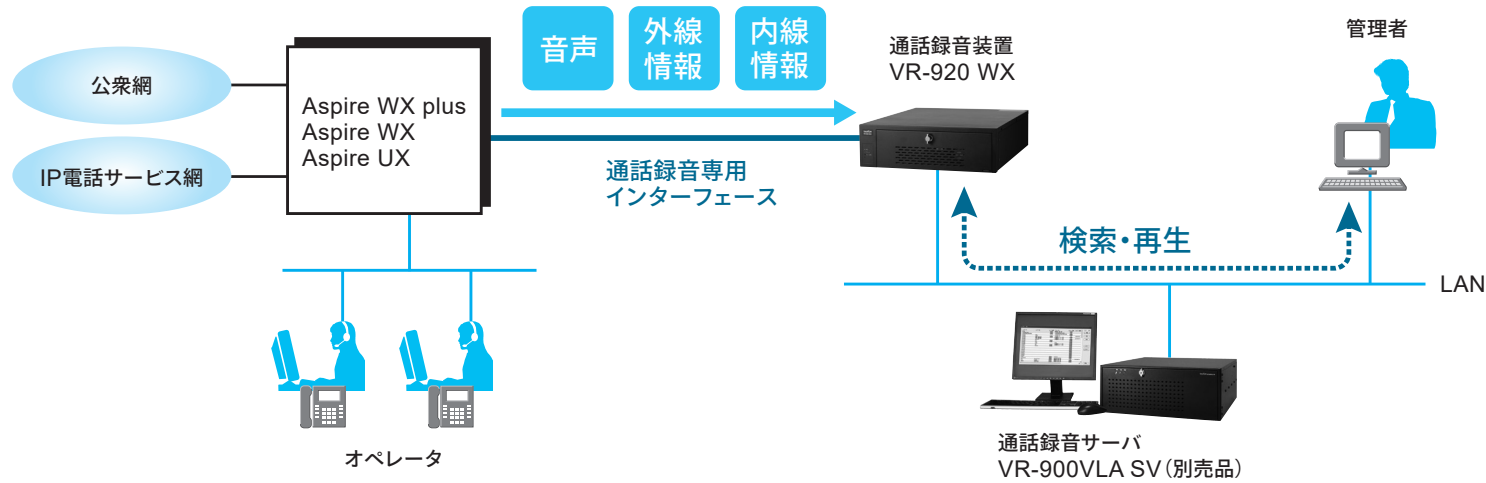 公衆網
IP電話サービス網
Aspire WX plus
Aspire WX
Aspire UX
音声
外線
情報
内線
情報
通話録音専用
インターフェース
通話録音装置
VR-920 WX
管理者
検索・再生
LAN
オペレータ
通話録音サーバ
VR-900VLA SV（別売品）